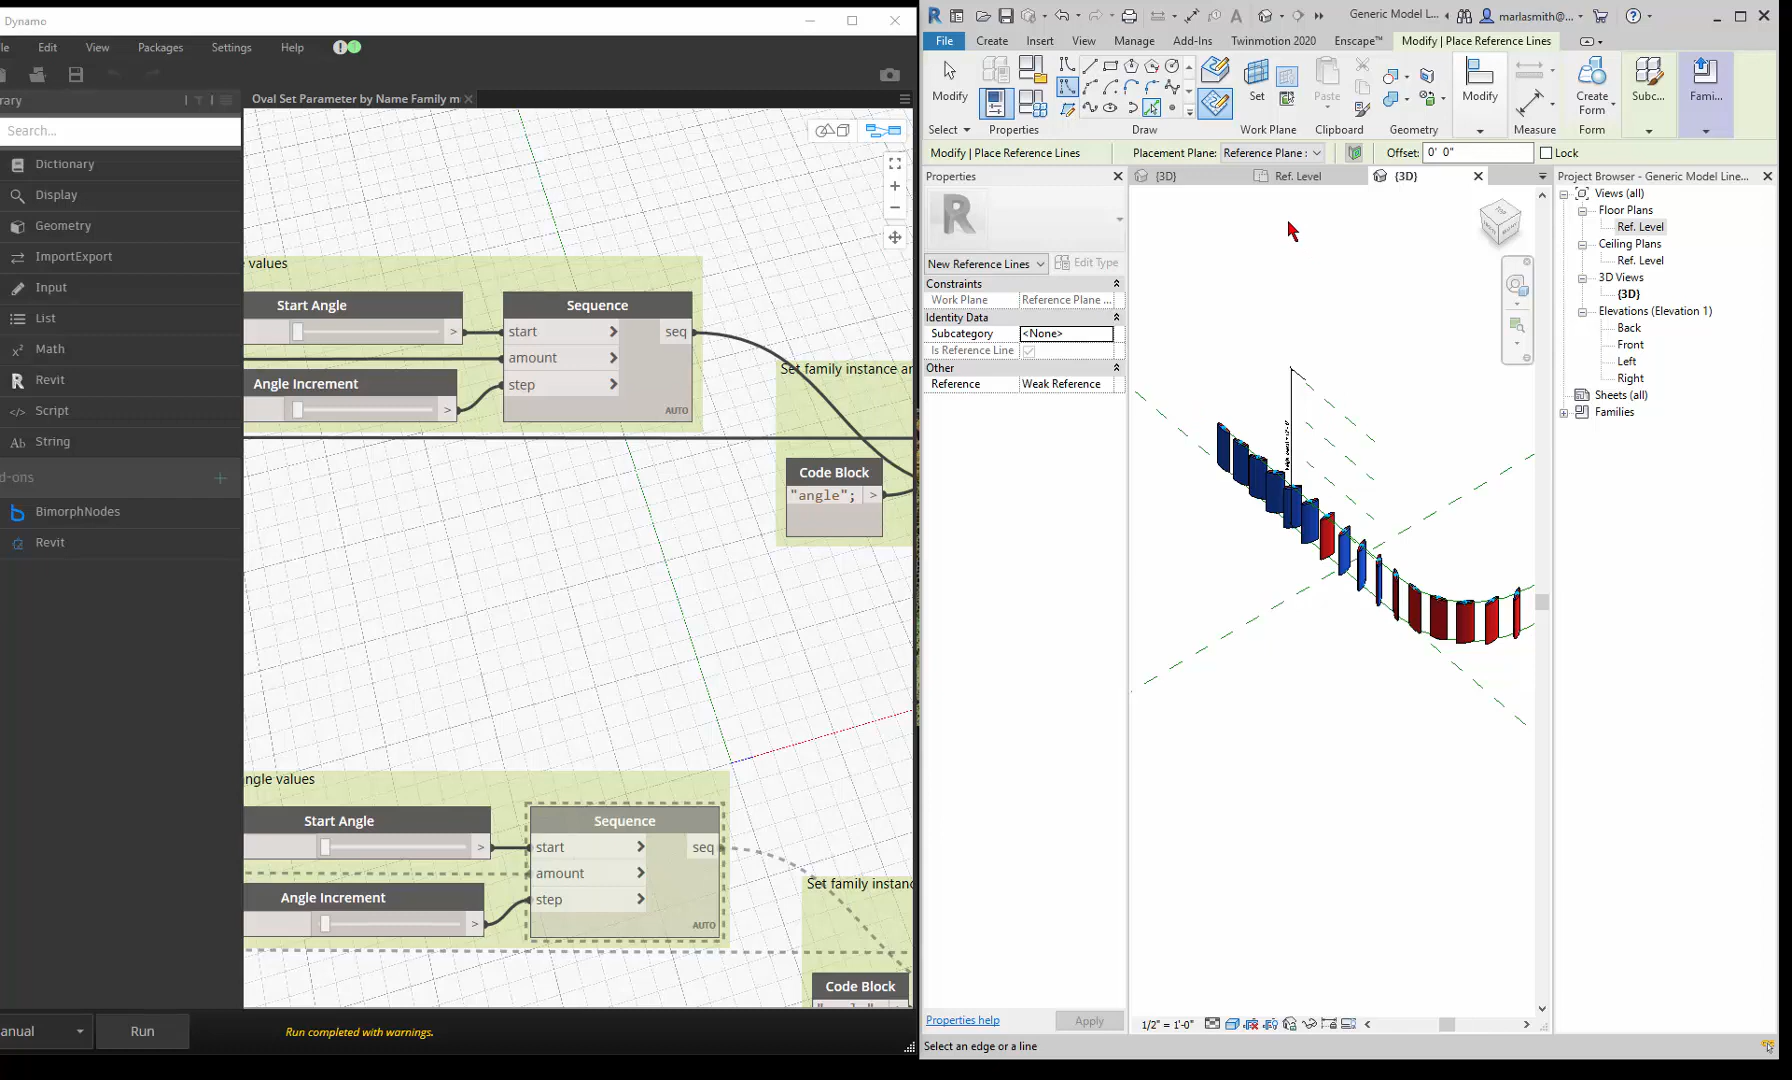 Dynamo
le Edit View Packages Settings Help
rary
Search...
Dictionary
Display
Geometry
ImportExport
Input
List
Math
Revit
Script
Ab String
d-ons
BimorphNodes
Revit
Oval Set Parameter by Name Family m
values
Start Angle
>
Angle Increment
>
Sequence
start > seq
amount >
step >
AUTO
Set family instance ar
Code Block
"angle"; >
ngle values
Start Angle
>
Angle Increment
>
Sequence
start > seq
amount >
step >
AUTO
Set family instanc
Code Block
anual Run Run completed with warnings.
Generic Model L... marlasmith@...
File Create Insert View Manage Add-Ins Twinmotion 2020 Enscape™ Modify | Place Reference Lines
Modify Set Paste Modify Create Form Subc... Fami...
Select Properties Draw Work Plane Clipboard Geometry Measure Form
Modify | Place Reference Lines Placement Plane: Reference Plane : Offset: 0' 0" Lock
Properties
New Reference Lines Edit Type
Constraints
Work Plane Reference Plane ...
Identity Data
Subcategory <None>
Is Reference Line
Other
Reference Weak Reference
Properties help Apply
{3D} Ref. Level {3D}
TOP
1/2" = 1'-0"
Project Browser - Generic Model Line...
Views (all)
Floor Plans
Ref. Level
Ceiling Plans
Ref. Level
3D Views
{3D}
Elevations (Elevation 1)
Back
Front
Left
Right
Sheets (all)
Families
Select an edge or a line